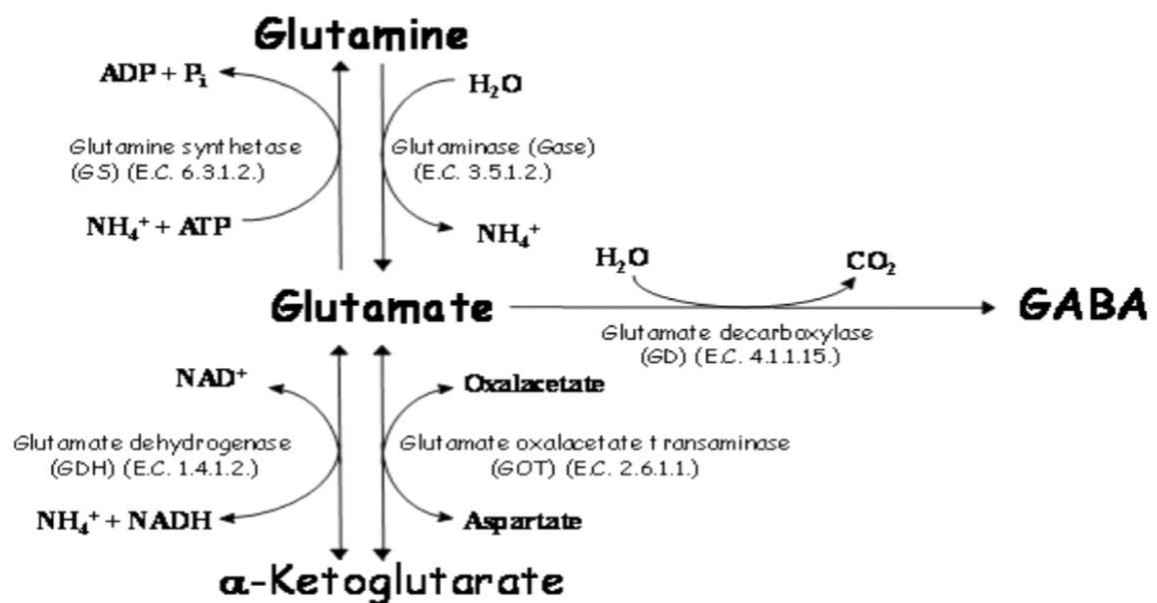 Glutamine
ADP + Pi
H₂O
Glutamine synthetase
(GS) (E.C. 6.3.1.2.)
Glutaminase (Gase)
(E.C. 3.5.1.2.)
NH₄⁺ + ATP
NH₄⁺
H₂O
CO₂
Glutamate
GABA
Glutamate decarboxylase
(GD) (E.C. 4.1.1.15.)
NAD⁺
Oxalacetate
Glutamate dehydrogenase
(GDH) (E.C. 1.4.1.2.)
Glutamate oxalacetate transaminase
(GOT) (E.C. 2.6.1.1.)
NH₄⁺ + NADH
Aspartate
α-Ketoglutarate